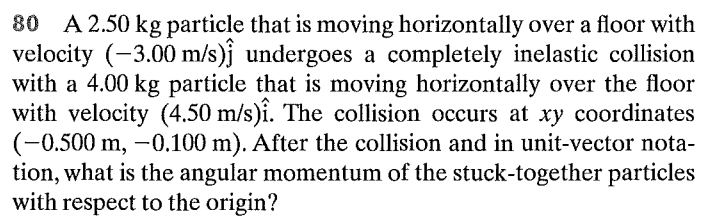 80 A 2.50 kg particle that is moving horizontally over a floor with
velocity (−3.00 m/s)ĵ undergoes a completely inelastic collision
with a 4.00 kg particle that is moving horizontally over the floor
with velocity (4.50 m/s)î. The collision occurs at xy coordinates
(−0.500 m, −0.100 m). After the collision and in unit-vector nota-
tion, what is the angular momentum of the stuck-together particles
with respect to the origin?